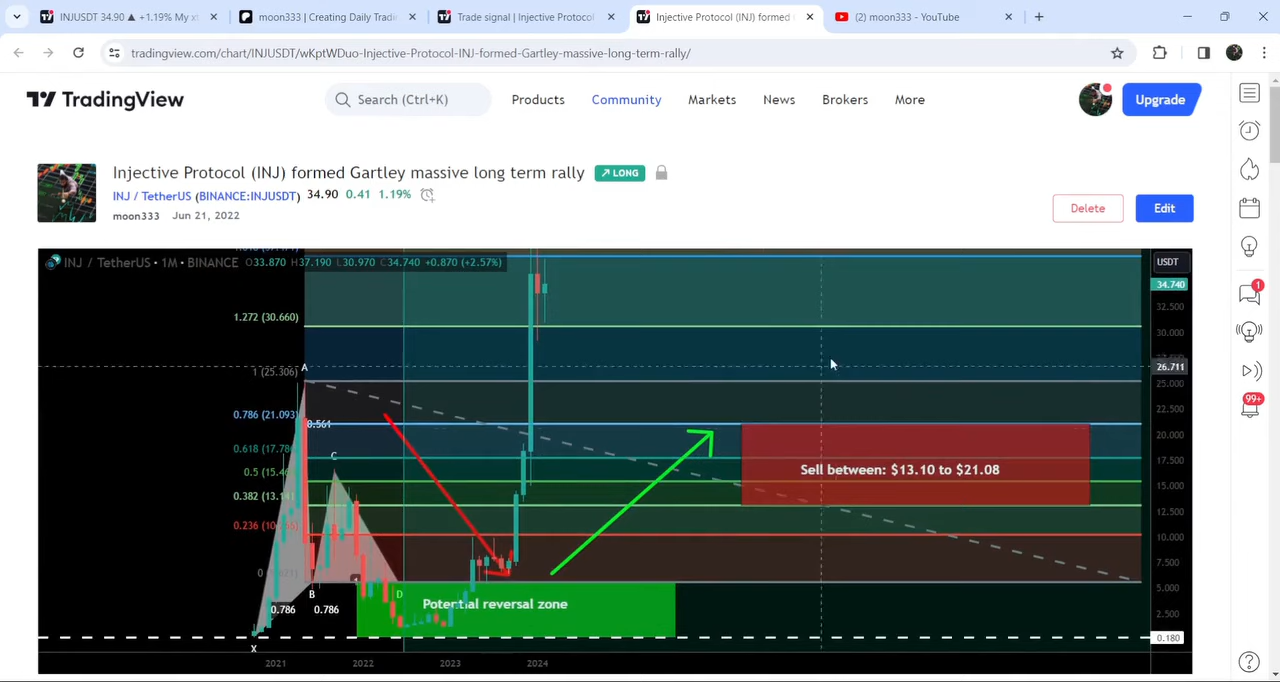 INJUSDT 34.90 ▲ +1.19% My xt
moon333 | Creating Daily Trade
Tradesignal | Injective Protocol
Injective Protocol (INJ) formed
(2) moon333 - YouTube
tradingview.com/chart/INJUSDT/wKptWDuo-Injective-Protocol-INJ-formed-Gartley-massive-long-term-rally/
TradingView
Search (Ctrl+K)
Products
Community
Markets
News
Brokers
More
Upgrade
Injective Protocol (INJ) formed Gartley massive long term rally
LONG
INJ / TetherUS (BINANCE:INJUSDT) 34.90 0.41 1.19%
moon333 Jun 21, 2022
Delete
Edit
INJ / TetherUS • 1M • BINANCE O33.870 H37.190 L30.970 C34.740 +0.870 (+2.57%)
USDT
34.740
32.500
30.000
26.711
25.000
22.500
20.000
17.500
15.000
12.500
10.000
7.500
5.000
2.500
0.180
1.272 (30.660)
1 (25.306)
A
0.786 (21.093)
0.561
0.618 (17.78
C
0.5 (15.46
0.382 (13.14
0.236 (10.
0
B
D
0.786
0.786
X
Sell between: $13.10 to $21.08
Potential reversal zone
2021
2022
2023
2024
1
99+